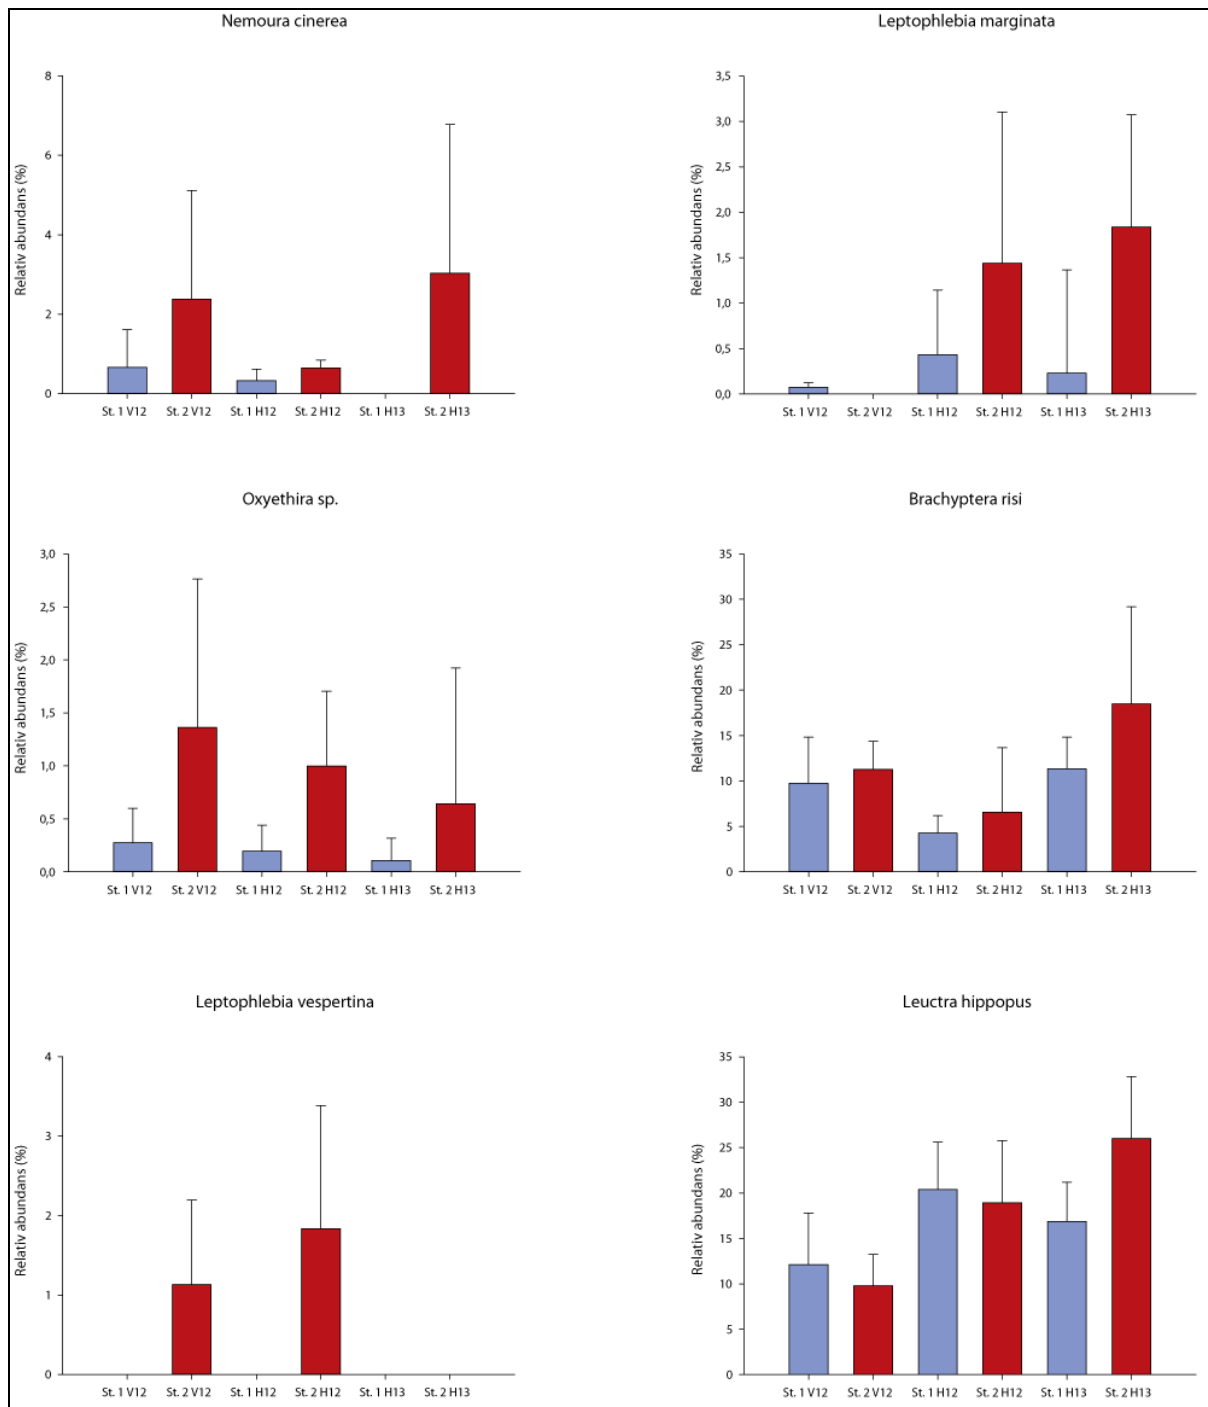 Nemoura cinerea
Relativ abundans (%)
8
6
4
2
0
St. 1 V12 St. 2 V12 St. 1 H12 St. 2 H12 St. 1 H13 St. 2 H13
Leptophlebia marginata
Relativ abundans (%)
3,5
3,0
2,5
2,0
1,5
1,0
0,5
0,0
St. 1 V12 St. 2 V12 St. 1 H12 St. 2 H12 St. 1 H13 St. 2 H13
Oxyethira sp.
Relativ abundans (%)
3,0
2,5
2,0
1,5
1,0
0,5
0,0
St. 1 V12 St. 2 V12 St. 1 H12 St. 2 H12 St. 1 H13 St. 2 H13
Brachyptera risi
Relativ abundans (%)
35
30
25
20
15
10
5
0
St. 1 V12 St. 2 V12 St. 1 H12 St. 2 H12 St. 1 H13 St. 2 H13
Leptophlebia vespertina
Relativ abundans (%)
4
3
2
1
0
St. 1 V12 St. 2 V12 St. 1 H12 St. 2 H12 St. 1 H13 St. 2 H13
Leuctra hippopus
Relativ abundans (%)
35
30
25
20
15
10
5
0
St. 1 V12 St. 2 V12 St. 1 H12 St. 2 H12 St. 1 H13 St. 2 H13